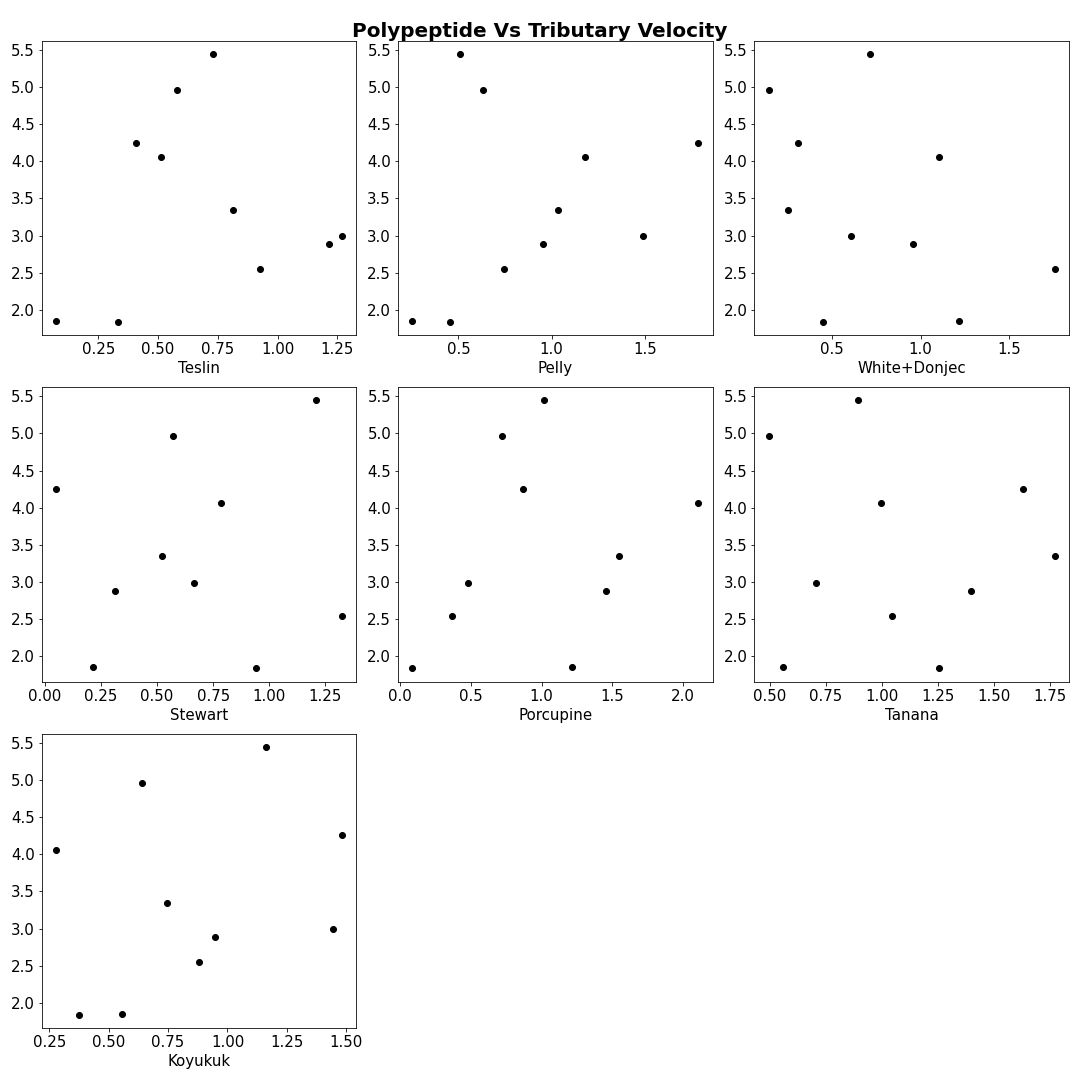 Polypeptide Vs Tributary Velocity
5.5 5.0 4.5 4.0 3.5 3.0 2.5 2.0
0.25 0.50 0.75 1.00 1.25
Teslin
5.5 5.0 4.5 4.0 3.5 3.0 2.5 2.0
0.5 1.0 1.5
Pelly
5.5 5.0 4.5 4.0 3.5 3.0 2.5 2.0
0.5 1.0 1.5
White+Donjec
5.5 5.0 4.5 4.0 3.5 3.0 2.5 2.0
0.00 0.25 0.50 0.75 1.00 1.25
Stewart
5.5 5.0 4.5 4.0 3.5 3.0 2.5 2.0
0.0 0.5 1.0 1.5 2.0
Porcupine
5.5 5.0 4.5 4.0 3.5 3.0 2.5 2.0
0.50 0.75 1.00 1.25 1.50 1.75
Tanana
5.5 5.0 4.5 4.0 3.5 3.0 2.5 2.0
0.25 0.50 0.75 1.00 1.25 1.50
Koyukuk